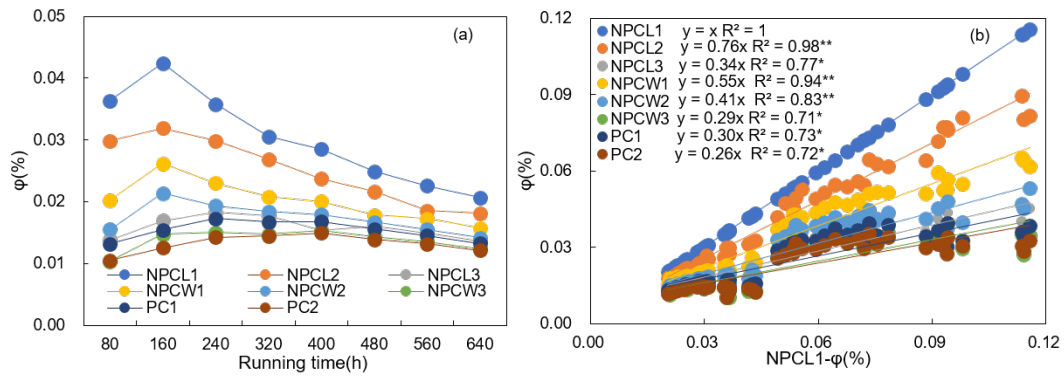 0.05
0.04
0.03
0.02
0.01
0.00
φ(%)
(a)
NPCL1 NPCL2 NPCL3
NPCW1 NPCW2 NPCW3
PC1 PC2
80 160 240 320 400 480 560 640
Running time(h)
0.12
0.09
0.06
0.03
0.00
φ(%)
(b)
NPCL1 y = x R² = 1
NPCL2 y = 0.76x R² = 0.98**
NPCL3 y = 0.34x R² = 0.77*
NPCW1 y = 0.55x R² = 0.94**
NPCW2 y = 0.41x R² = 0.83**
NPCW3 y = 0.29x R² = 0.71*
PC1 y = 0.30x R² = 0.73*
PC2 y = 0.26x R² = 0.72*
0.00 0.03 0.06 0.09 0.12
NPCL1-φ(%)